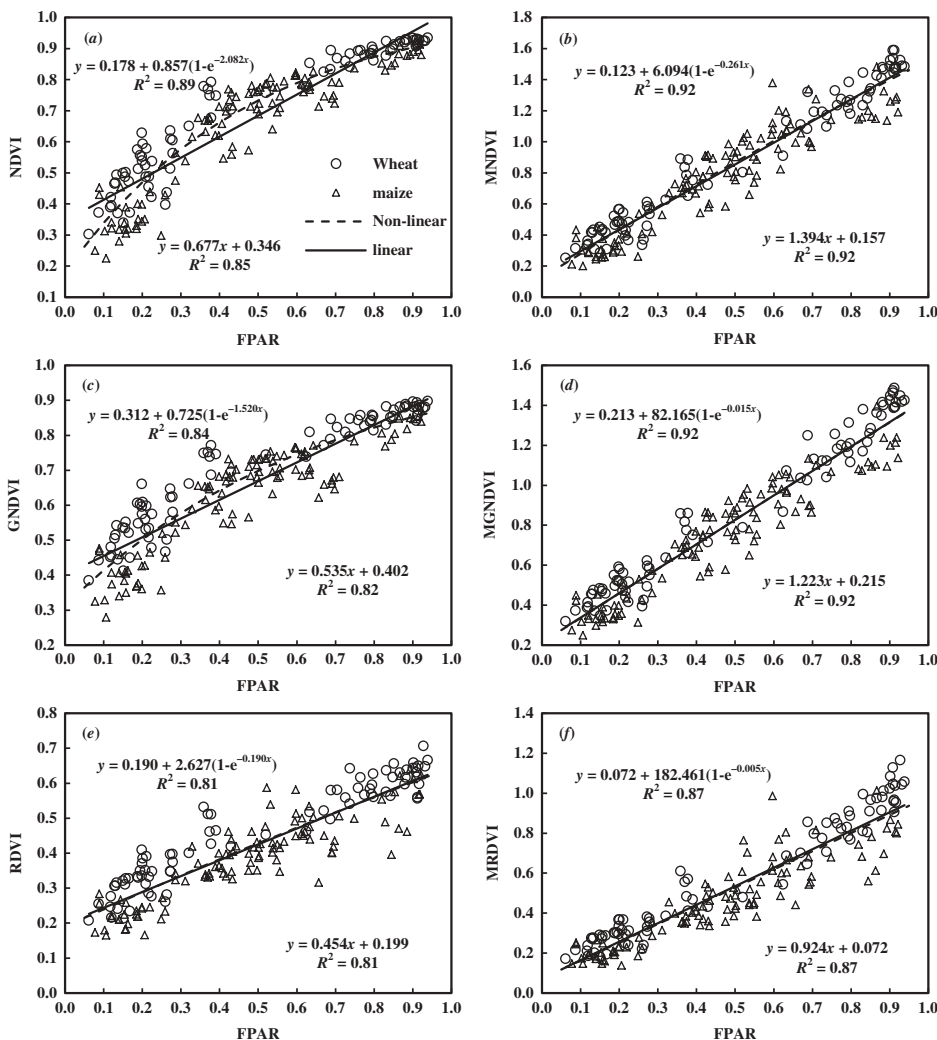 (a)
y = 0.178 + 0.857(1-e^–2.082x)
R² = 0.89
Wheat
maize
Non-linear
linear
y = 0.677x + 0.346
R² = 0.85
NDVI
1.0
0.9
0.8
0.7
0.6
0.5
0.4
0.3
0.2
0.1
0.0 0.1 0.2 0.3 0.4 0.5 0.6 0.7 0.8 0.9 1.0
FPAR
(b)
y = 0.123 + 6.094(1-e^–0.261x)
R² = 0.92
y = 1.394x + 0.157
R² = 0.92
MNDVI
1.8
1.6
1.4
1.2
1.0
0.8
0.6
0.4
0.2
0.0
0.0 0.1 0.2 0.3 0.4 0.5 0.6 0.7 0.8 0.9 1.0
FPAR
(c)
y = 0.312 + 0.725(1-e^–1.520x)
R² = 0.84
y = 0.535x + 0.402
R² = 0.82
GNDVI
1.0
0.9
0.8
0.7
0.6
0.5
0.4
0.3
0.2
0.0 0.1 0.2 0.3 0.4 0.5 0.6 0.7 0.8 0.9 1.0
FPAR
(d)
y = 0.213 + 82.165(1-e^–0.015x)
R² = 0.92
y = 1.223x + 0.215
R² = 0.92
MGNDVI
1.6
1.4
1.2
1.0
0.8
0.6
0.4
0.2
0.0 0.1 0.2 0.3 0.4 0.5 0.6 0.7 0.8 0.9 1.0
FPAR
(e)
y = 0.190 + 2.627(1-e^–0.190x)
R² = 0.81
y = 0.454x + 0.199
R² = 0.81
RDVI
0.8
0.7
0.6
0.5
0.4
0.3
0.2
0.1
0.0
0.0 0.1 0.2 0.3 0.4 0.5 0.6 0.7 0.8 0.9 1.0
FPAR
(f)
y = 0.072 + 182.461(1-e^–0.005x)
R² = 0.87
y = 0.924x + 0.072
R² = 0.87
MRDVI
1.4
1.2
1.0
0.8
0.6
0.4
0.2
0.0
0.0 0.1 0.2 0.3 0.4 0.5 0.6 0.7 0.8 0.9 1.0
FPAR